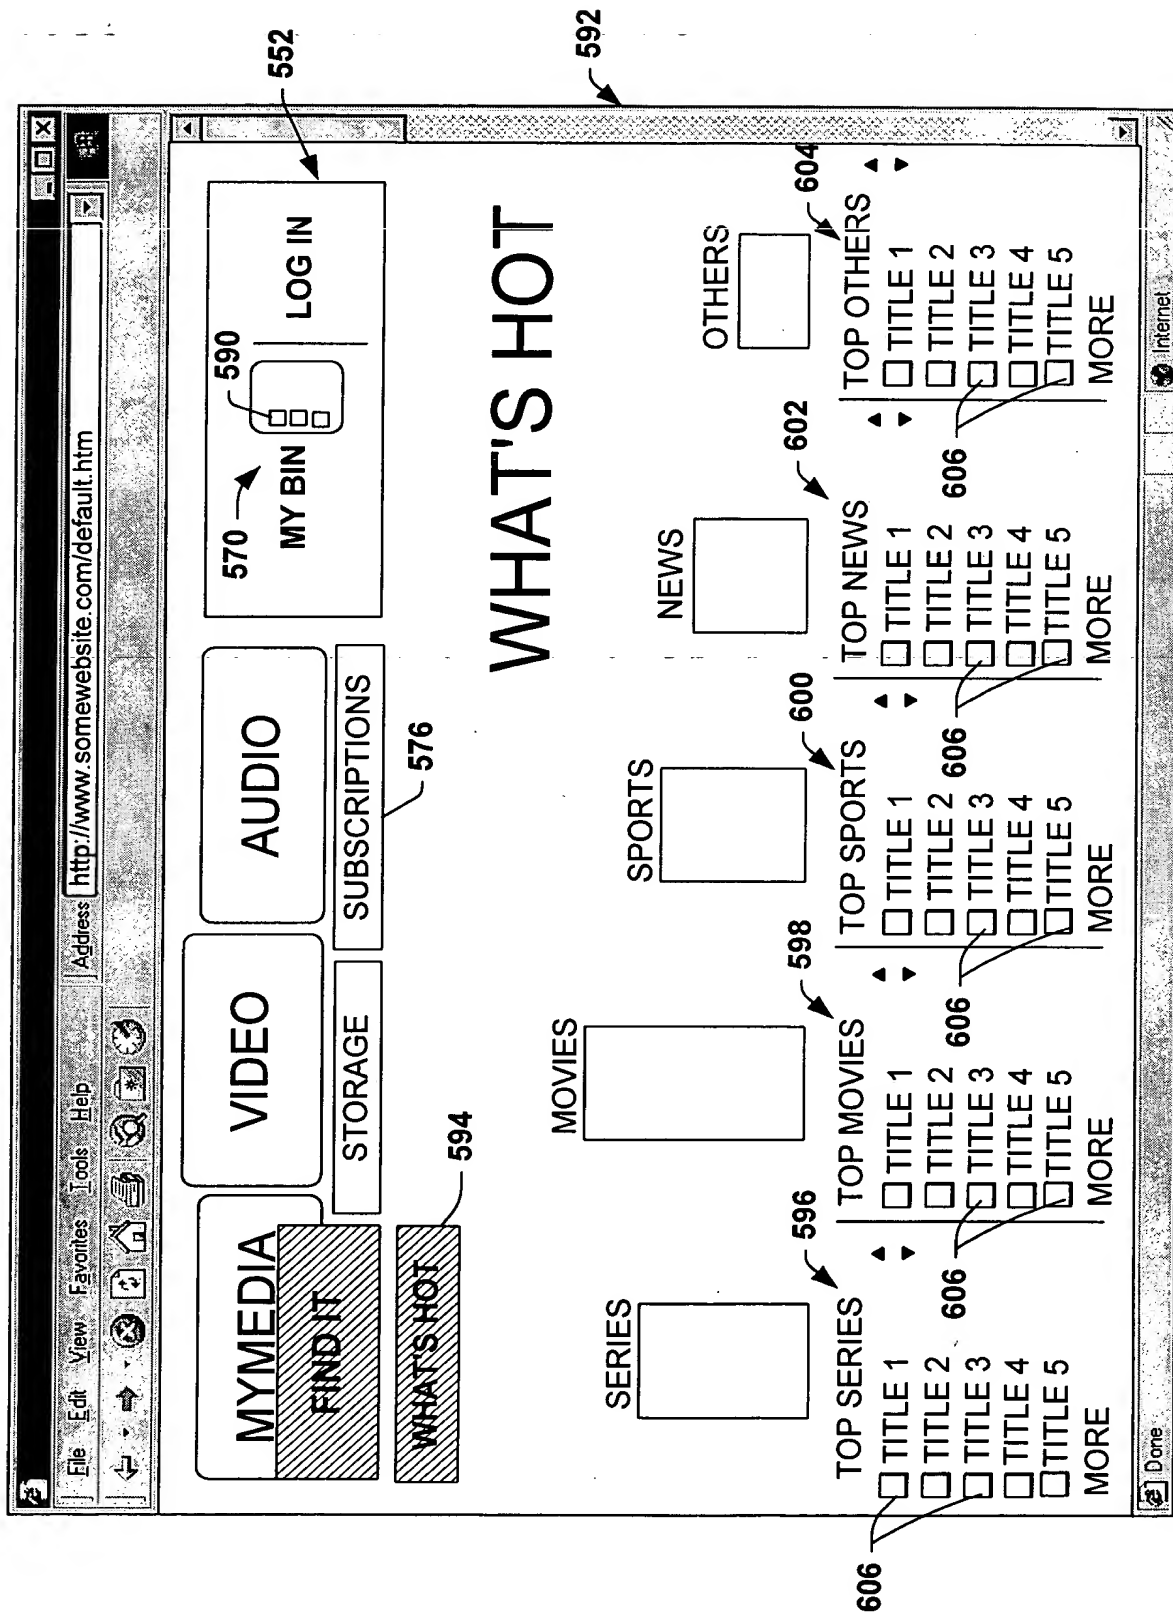 552
592
File Edit View Favorites Tools Help
Address http://www.somewebsite.com/default.htm
MYMEDIA
VIDEO
AUDIO
570
590
MY BIN
LOG IN
FIND IT
STORAGE
SUBSCRIPTIONS
576
WHAT'S HOT
594
WHAT'S HOT
SERIES
MOVIES
SPORTS
NEWS
OTHERS
596
598
600
602
604
TOP SERIES
TITLE 1
TITLE 2
TITLE 3
TITLE 4
TITLE 5
MORE
606
606
TOP MOVIES
TITLE 1
TITLE 2
TITLE 3
TITLE 4
TITLE 5
MORE
606
TOP SPORTS
TITLE 1
TITLE 2
TITLE 3
TITLE 4
TITLE 5
MORE
606
TOP NEWS
TITLE 1
TITLE 2
TITLE 3
TITLE 4
TITLE 5
MORE
606
TOP OTHERS
TITLE 1
TITLE 2
TITLE 3
TITLE 4
TITLE 5
MORE
Done
Internet